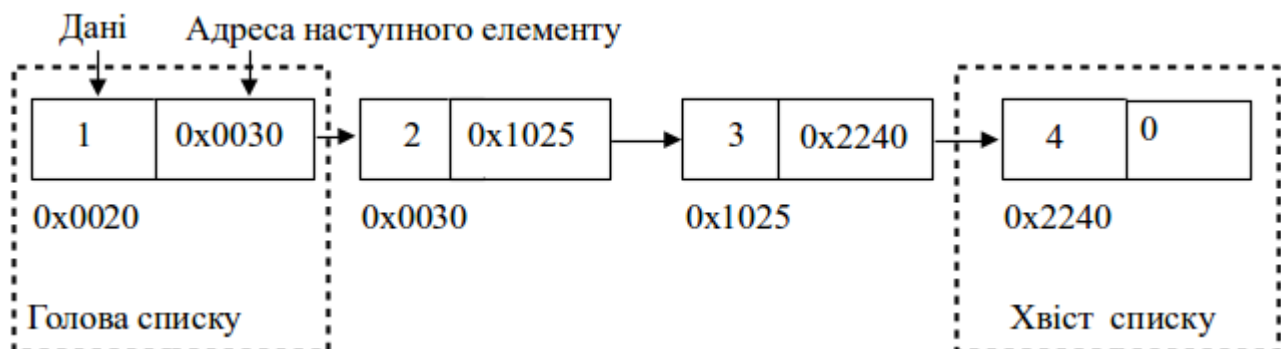 Дані Адреса наступного елементу
1 0x0030 2 0x1025 3 0x2240 4 0
0x0020 0x0030 0x1025 0x2240
Голова списку Хвіст списку